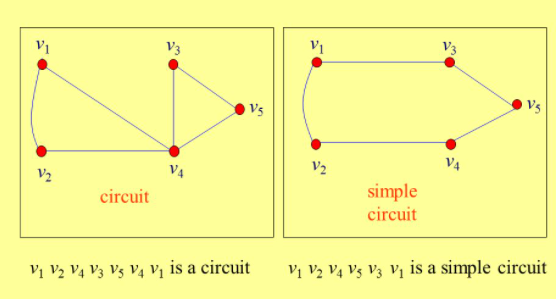 v₁ v₃
v₅
v₂ v₄
circuit
v₁ v₃
v₅
v₂ v₄
simple
circuit
v₁ v₂ v₄ v₃ v₅ v₄ v₁ is a circuit
v₁ v₂ v₄ v₅ v₃ v₁ is a simple circuit